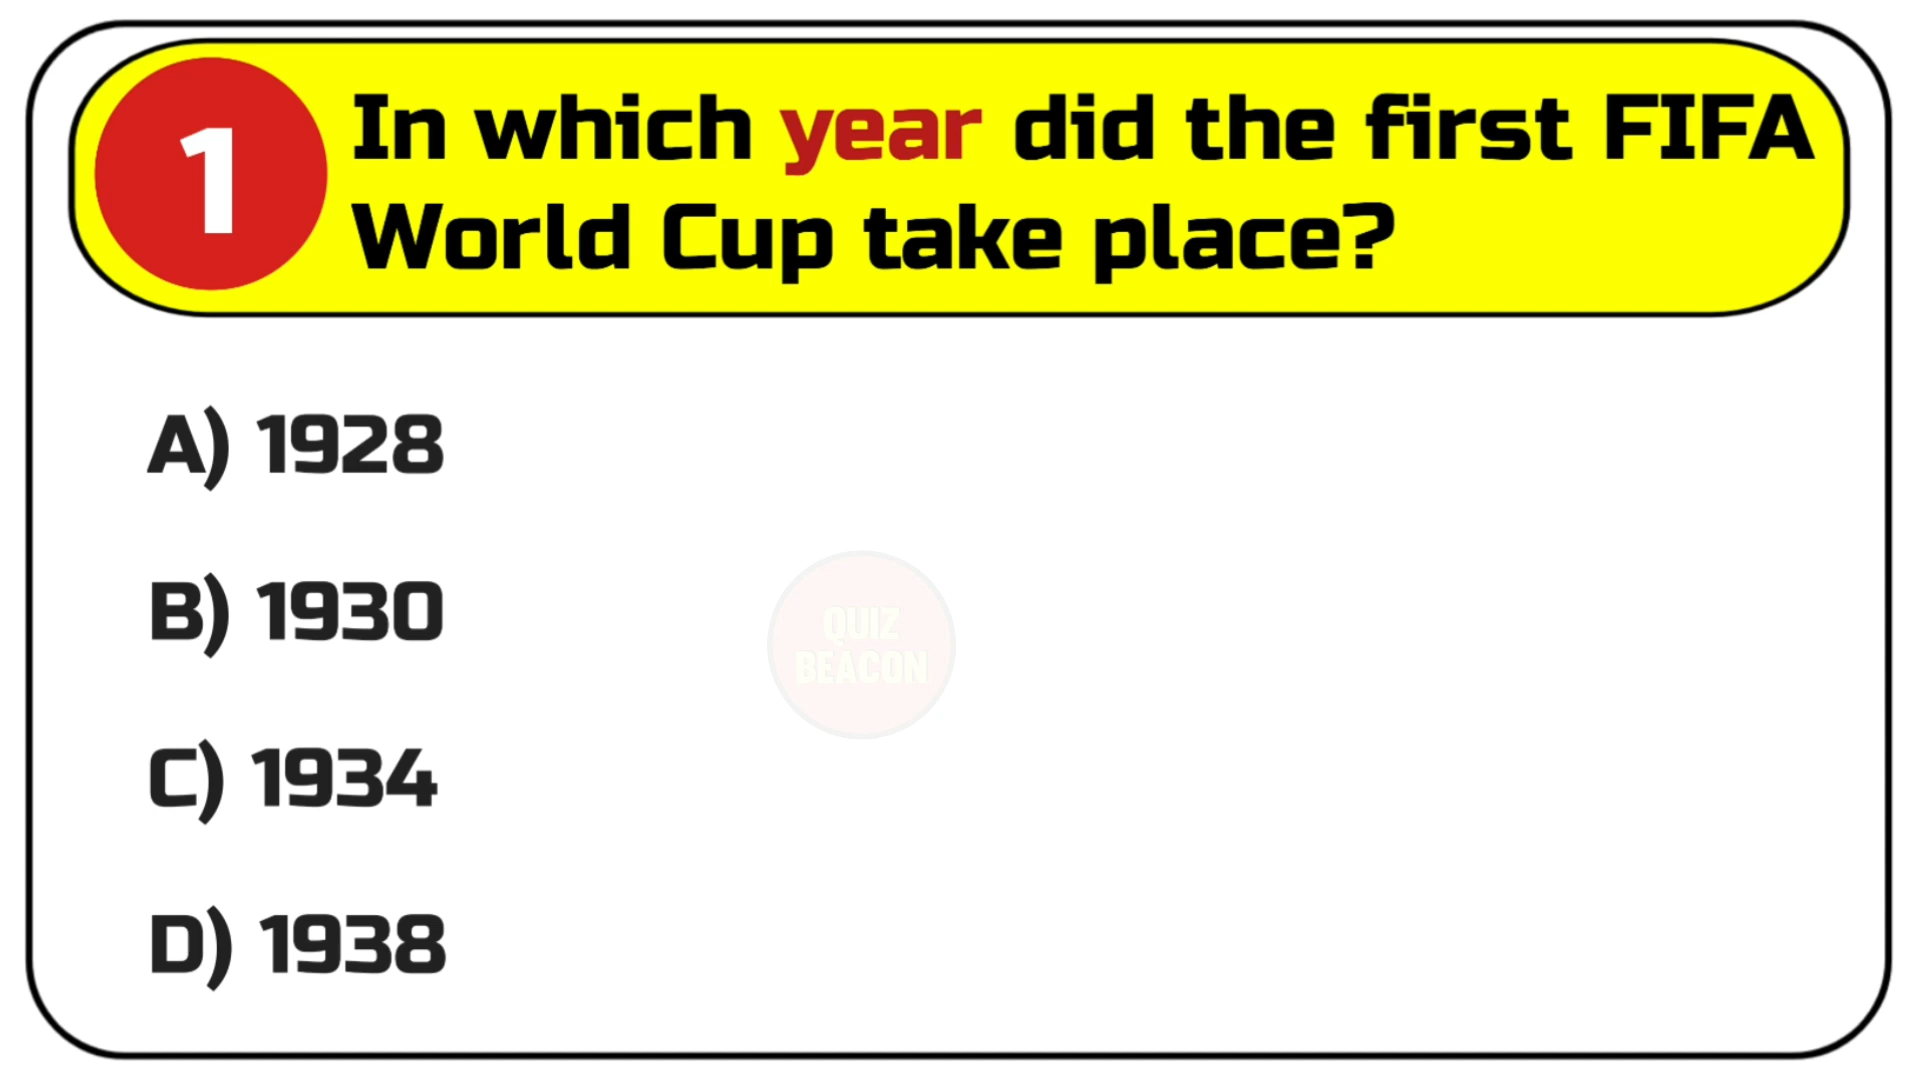 1
In which year did the first FIFA
World Cup take place?
A) 1928
B) 1930
QUIZ
BEACON
C) 1934
D) 1938